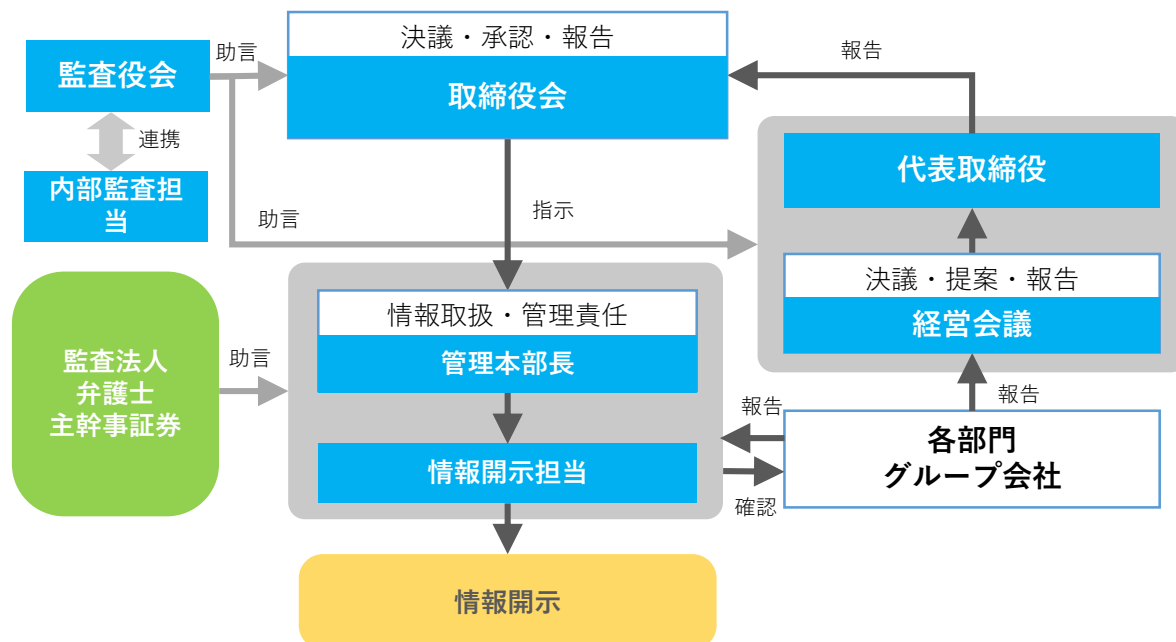 決議・承認・報告
取締役会
監査役会
助言
報告
連携
内部監査担
当
助言
指示
代表取締役
決議・提案・報告
経営会議
情報取扱・管理責任
管理本部長
監査法人
弁護士
主幹事証券
助言
報告
報告
各部門
グループ会社
情報開示担当
確認
情報開示